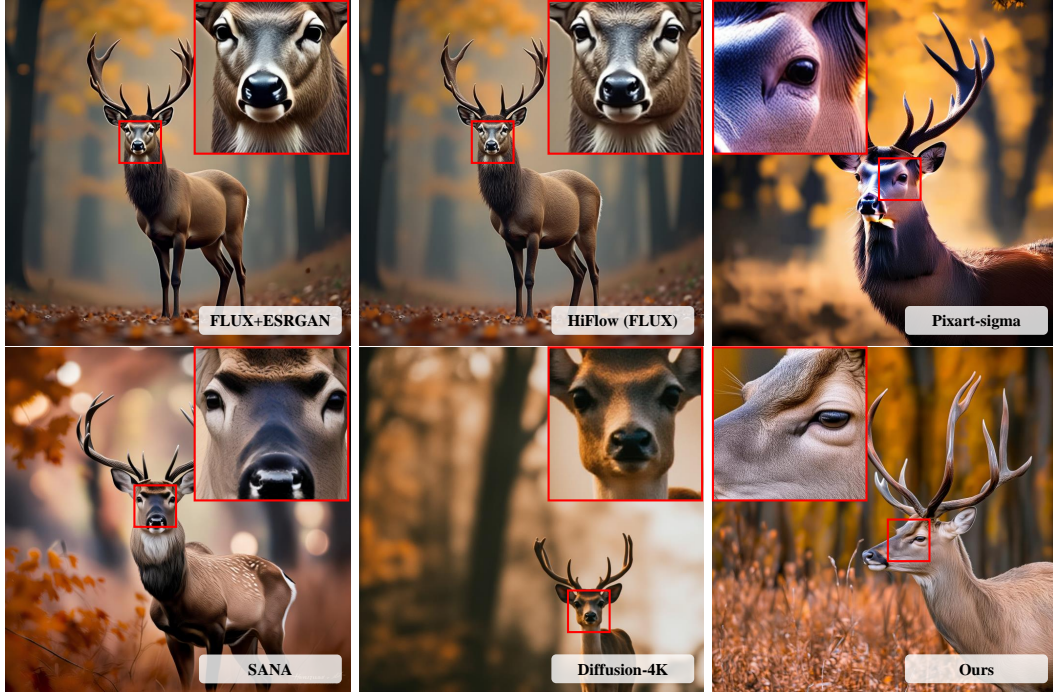 FLUX+ESRGAN
HiFlow (FLUX)
Pixart-sigma
SANA
Diffusion-4K
Ours